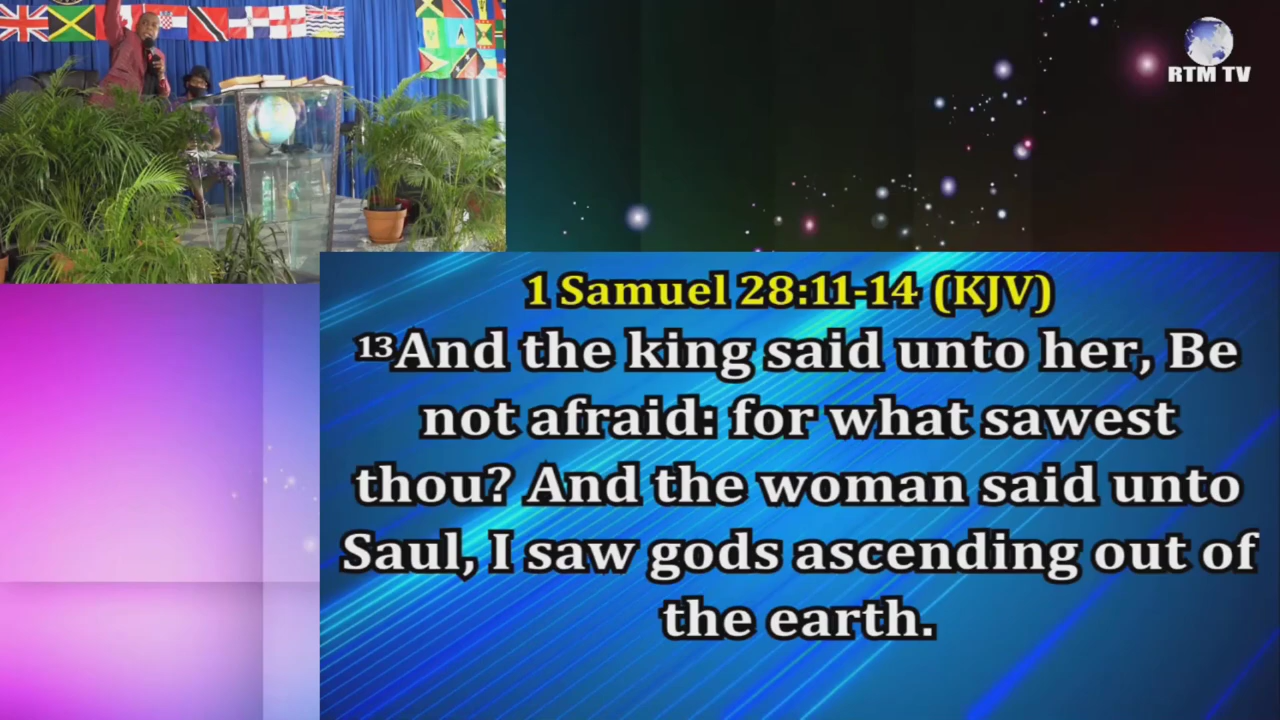 RTM TV
1 Samuel 28:11-14 (KJV)
13And the king said unto her, Be
not afraid: for what sawest
thou? And the woman said unto
Saul, I saw gods ascending out of
the earth.